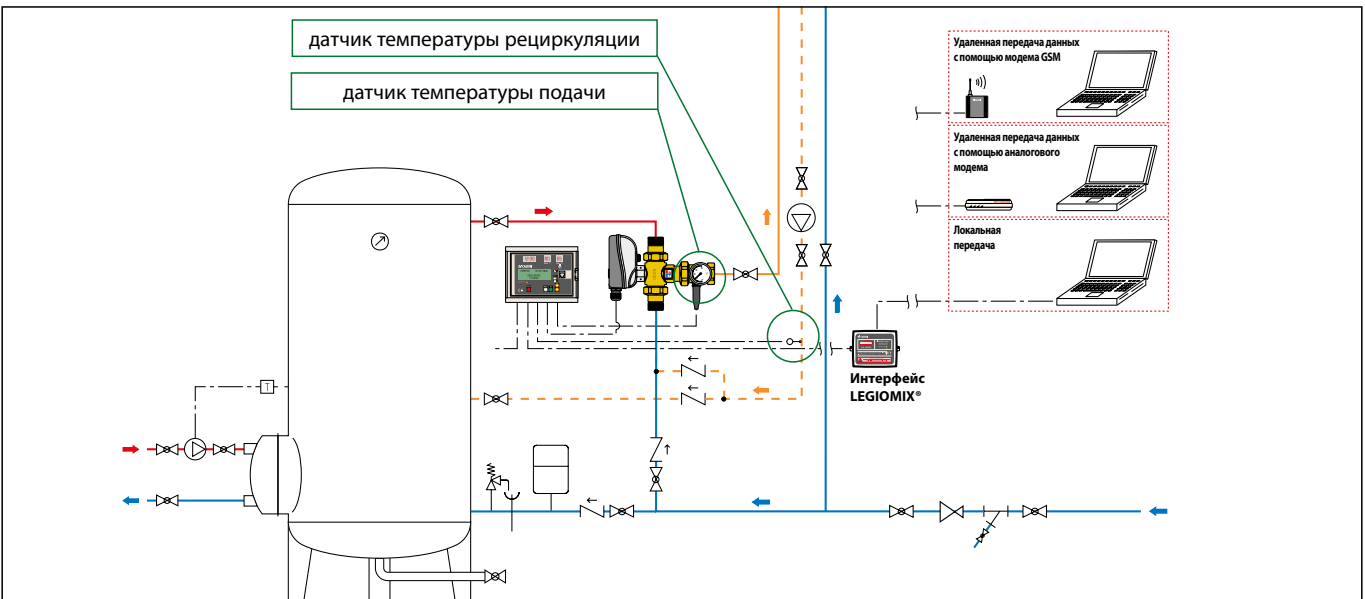 датчик температуры рециркуляции
датчик температуры подачи
Удаленная передача данных
с помощью модема GSM
Удаленная передача данных
с помощью аналогового
модема
Локальная
передача
T
Интерфейс
LEGIOMIX®